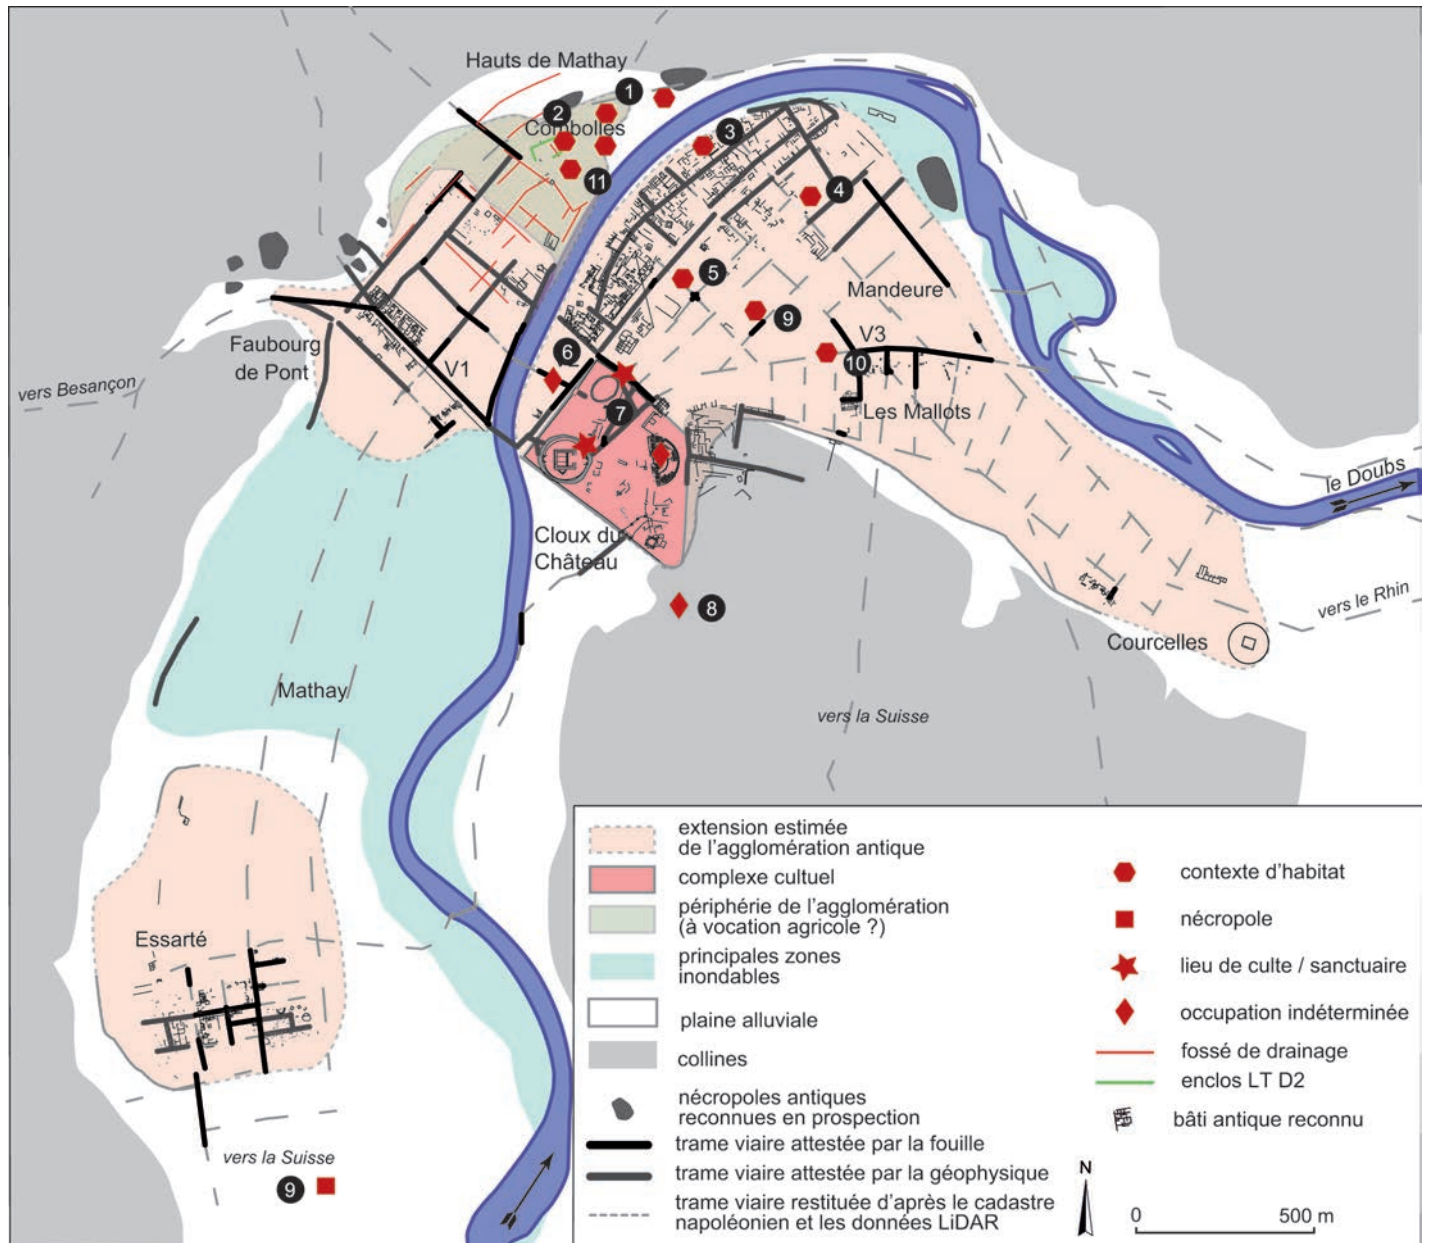 Hauts de Mathay
1
2
Combolles
3
11
4
5
Mandeure
9
Faubourg
de Pont
V1
6
V3
10
vers Besançon
7
Les Mallots
le Doubs
Cloux du
Château
8
vers le Rhin
Courcelles
Mathay
vers la Suisse
Essarté
vers la Suisse
9
extension estimée
de l'agglomération antique
complexe cultuel
périphérie de l'agglomération
(à vocation agricole ?)
principales zones
inondables
plaine alluviale
collines
nécropoles antiques
reconnues en prospection
trame viaire attestée par la fouille
trame viaire attestée par la géophysique
trame viaire restituée d'après le cadastre
napoléonien et les données LiDAR
contexte d'habitat
nécropole
lieu de culte / sanctuaire
occupation indéterminée
fossé de drainage
enclos LT D2
bâti antique reconnu
N
0
500 m